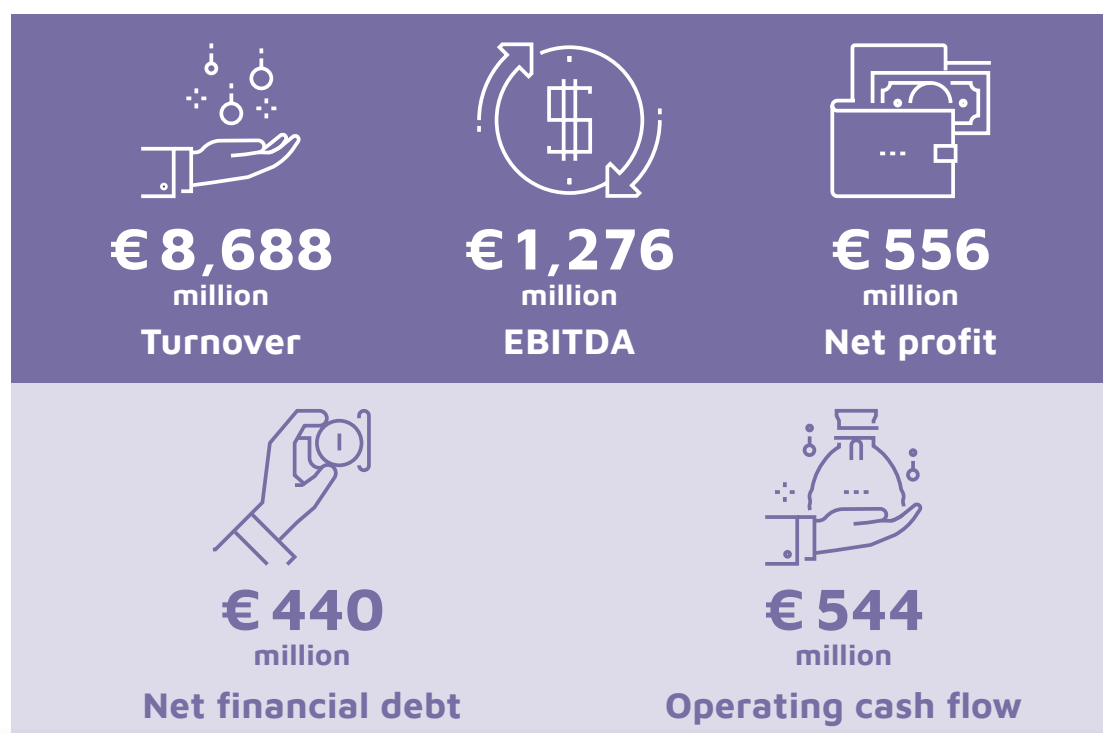 € 8,688
million
Turnover
€ 1,276
million
EBITDA
€ 556
million
Net profit
€ 440
million
Net financial debt
€ 544
million
Operating cash flow